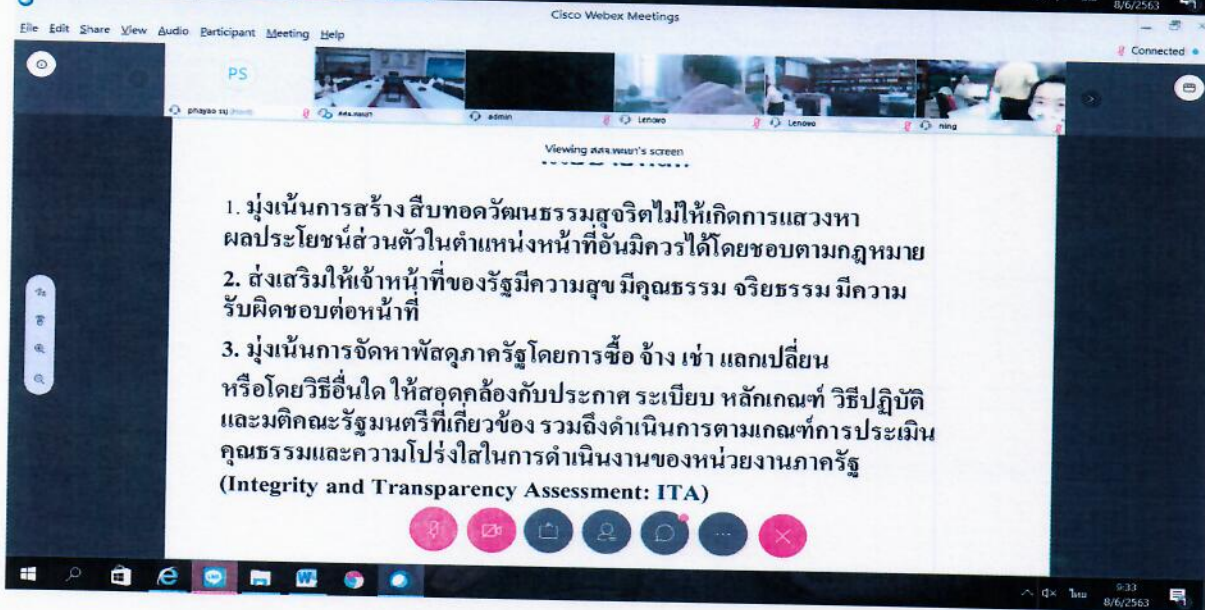 8/6/2563
Cisco Webex Meetings
File Edit Share View Audio Participant Meeting Help
Connected
PS
phayao
admin
Lenovo
Lenovo
ning
Viewing สสจ.พะเยา's screen
1. มุ่งเน้นการสร้าง สืบทอดวัฒนธรรมสุจริตไม่ให้เกิดการแสวงหา
ผลประโยชน์ส่วนตัวในตำแหน่งหน้าที่อันมิควรได้โดยชอบตามกฎหมาย
2. ส่งเสริมให้เจ้าหน้าที่ของรัฐมีความสุข มีคุณธรรม จริยธรรม มีความ
รับผิดชอบต่อหน้าที่
3. มุ่งเน้นการจัดหาพัสดุภาครัฐโดยการซื้อ จ้าง เช่า แลกเปลี่ยน
หรือโดยวิธีอื่นใด ให้สอดคล้องกับประกาศ ระเบียบ หลักเกณฑ์ วิธีปฏิบัติ
และมติคณะรัฐมนตรีที่เกี่ยวข้อง รวมถึงดำเนินการตามเกณฑ์การประเมิน
คุณธรรมและความโปร่งใสในการดำเนินงานของหน่วยงานภาครัฐ
(Integrity and Transparency Assessment: ITA)
ไทย
9:33
8/6/2563